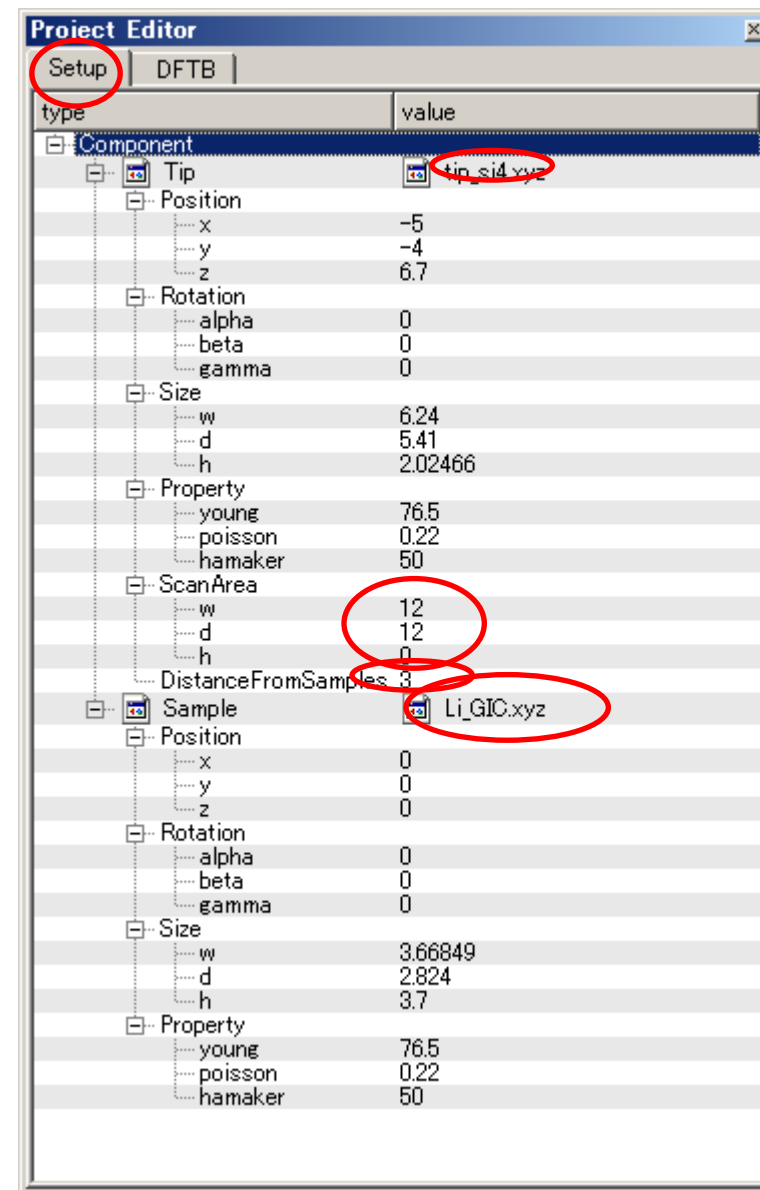 Project Editor
Setup DFTB
type value
Component
Tip tip_si4.xyz
Position
x -5
y -4
z 6.7
Rotation
alpha 0
beta 0
gamma 0
Size
w 6.24
d 5.41
h 2.02466
Property
young 76.5
poisson 0.22
hamaker 50
ScanArea
w 12
d 12
h 0
DistanceFromSamples 3
Sample Li_GIC.xyz
Position
x 0
y 0
z 0
Rotation
alpha 0
beta 0
gamma 0
Size
w 3.66849
d 2.824
h 3.7
Property
young 76.5
poisson 0.22
hamaker 50